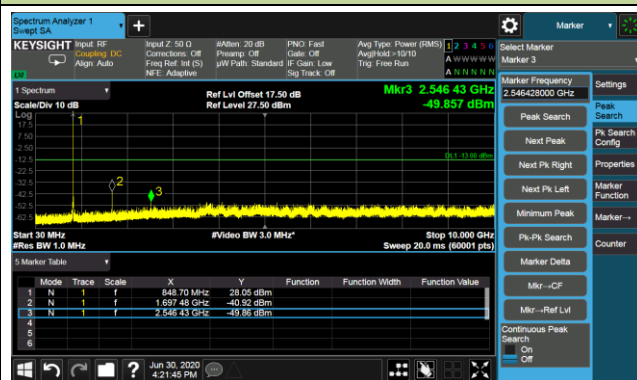 Spectrum Analyzer 1
Swept SA
+
Marker
KEYSIGHT
Input: RF
Coupling: DC
Align: Auto
Input Z: 50 Ω
Corrections: Off
Freq Ref: Int (S)
NFE: Adaptive
#Atten: 20 dB
Preamp: Off
µW Path: Standard
PNO: Fast
Gate: Off
IF Gain: Low
Sig Track: Off
Avg Type: Power (RMS)
Avg|Hold:>10/10
Trig: Free Run
1 2 3 4 5 6
A W W W W W
A N N N N N
LXI
Select Marker
Marker 3
Marker Frequency
2.546428000 GHz
Peak Search
Next Peak
Next Pk Right
Next Pk Left
Minimum Peak
Pk-Pk Search
Marker Delta
Mkr→CF
Mkr→Ref Lvl
Continuous Peak Search
On
Off
Settings
Peak Search
Pk Search Config
Properties
Marker Function
Marker→
Counter
1 Spectrum
Scale/Div 10 dB
Log
Ref Lvl Offset 17.50 dB
Ref Level 27.50 dBm
Mkr3 2.546 43 GHz
-49.857 dBm
17.5
7.50
-2.50
-12.5
-22.5
-32.5
-42.5
-52.5
-62.5
1
2
3
DL1 -13.00 dBm
Start 30 MHz
#Video BW 3.0 MHz*
Stop 10.000 GHz
#Res BW 1.0 MHz
Sweep 20.0 ms (60001 pts)
5 Marker Table
Mode Trace Scale X Y Function Function Width Function Value
1 N 1 f 848.70 MHz 28.05 dBm
2 N 1 f 1.697 48 GHz -40.92 dBm
3 N 1 f 2.546 43 GHz -49.86 dBm
4
5
6
?
Jun 30, 2020
4:21:45 PM